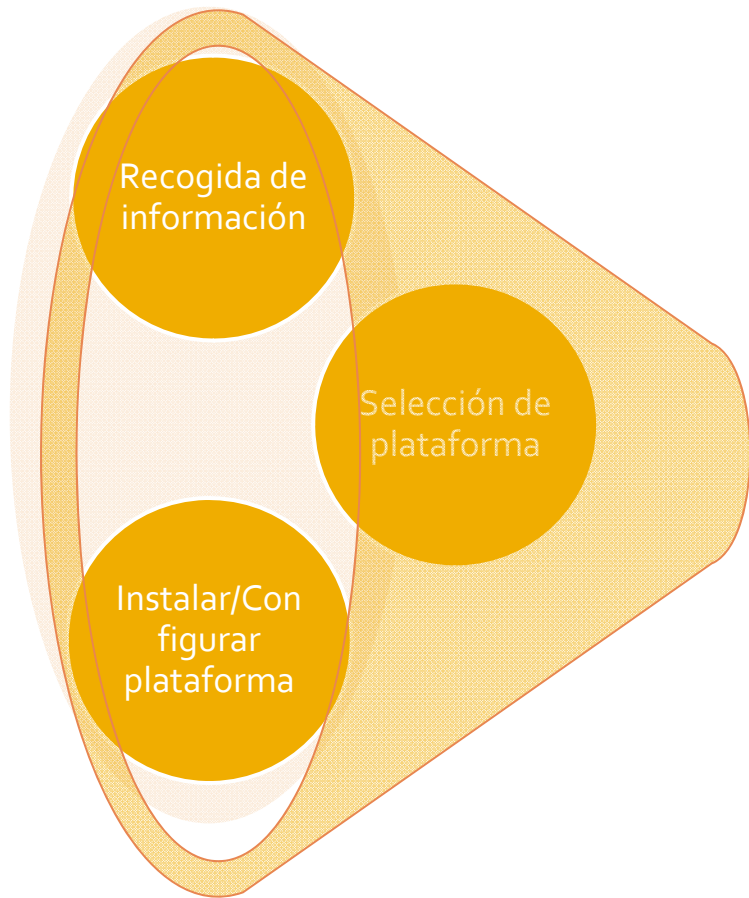 Recogida de
información
Selección de
plataforma
Instalar/Con
figurar
plataforma